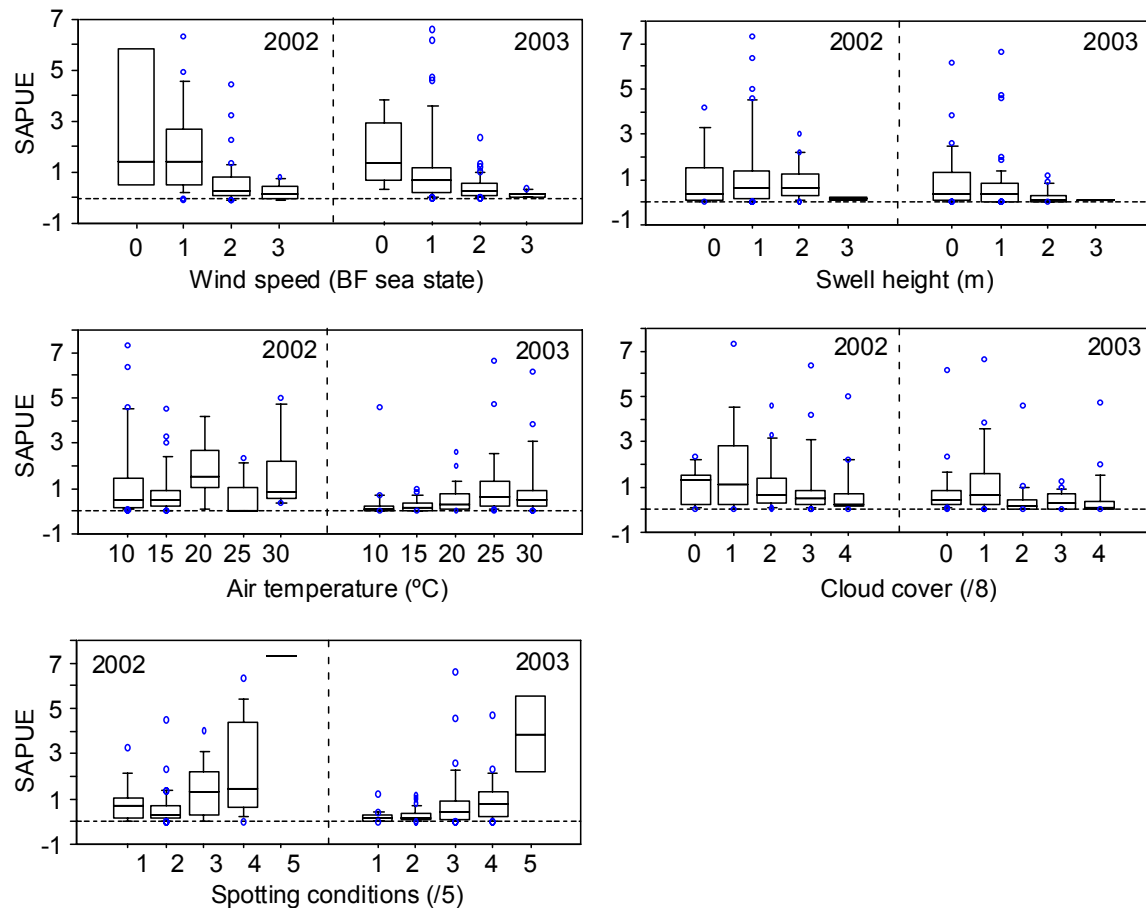 SAPUE
7
5
3
1
-1
2002
2003
0 1 2 3 0 1 2 3
Wind speed (BF sea state)
7
3
1
-1
2002
2003
0 1 2 3 0 1 2 3
Swell height (m)
SAPUE
7
5
3
1
-1
2002
2003
10 15 20 25 30 10 15 20 25 30
Air temperature (ºC)
7
5
3
1
-1
2002
2003
0 1 2 3 4 0 1 2 3 4
Cloud cover (/8)
SAPUE
7
5
3
1
-1
2002
2003
1 2 3 4 5 1 2 3 4 5
Spotting conditions (/5)